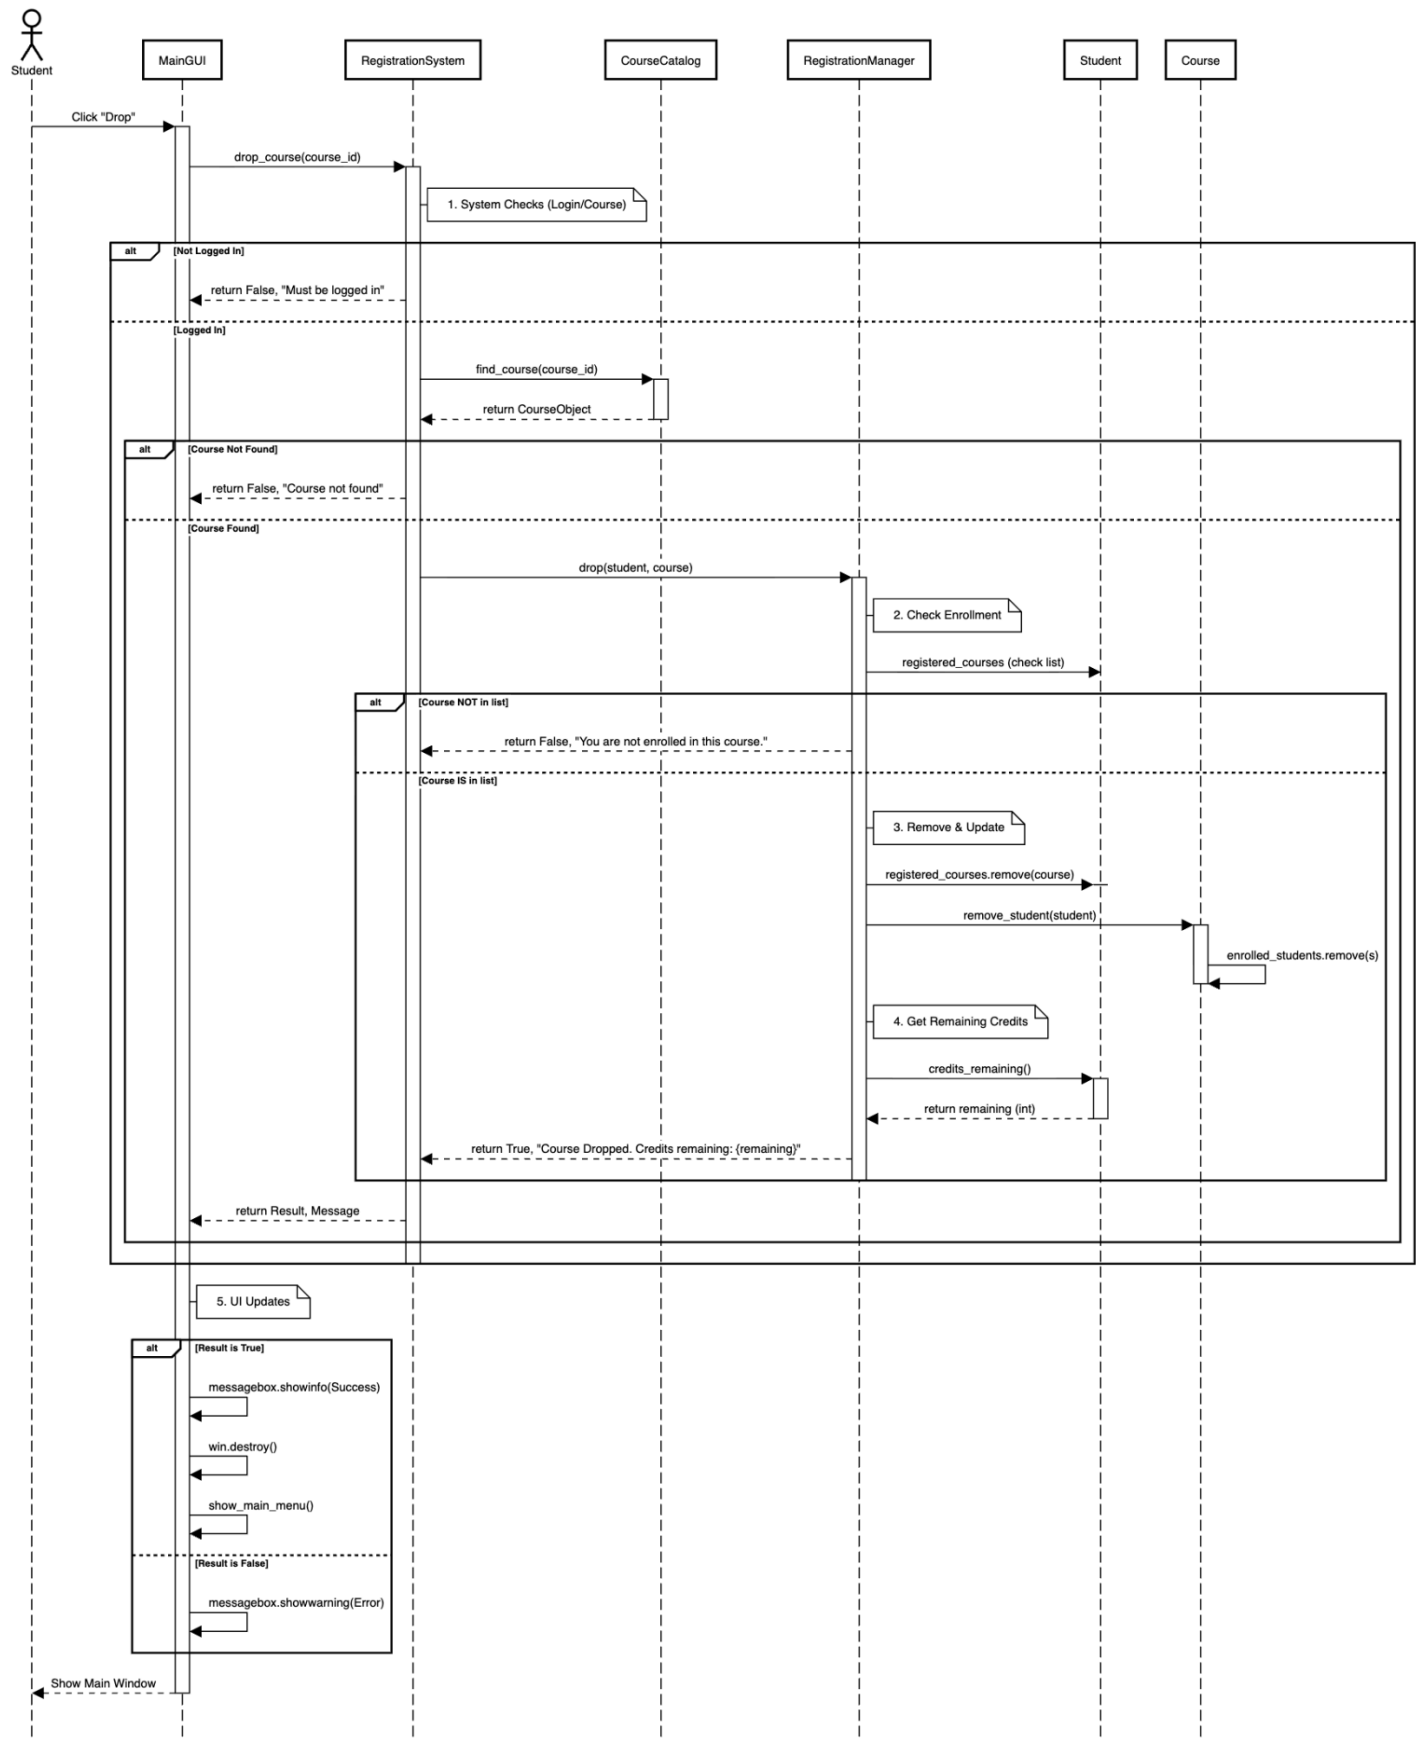 Student
MainGUI
RegistrationSystem
CourseCatalog
RegistrationManager
Student
Course
Click "Drop"
drop_course(course_id)
1. System Checks (Login/Course)
alt
[Not Logged In]
return False, "Must be logged in"
[Logged In]
find_course(course_id)
return CourseObject
alt
[Course Not Found]
return False, "Course not found"
[Course Found]
drop(student, course)
2. Check Enrollment
registered_courses (check list)
alt
[Course NOT in list]
return False, "You are not enrolled in this course."
[Course IS in list]
3. Remove & Update
registered_courses.remove(course)
remove_student(student)
enrolled_students.remove(s)
4. Get Remaining Credits
credits_remaining()
return remaining (int)
return True, "Course Dropped. Credits remaining: {remaining}"
return Result, Message
5. UI Updates
alt
[Result is True]
messagebox.showinfo(Success)
win.destroy()
show_main_menu()
[Result is False]
messagebox.showwarning(Error)
Show Main Window